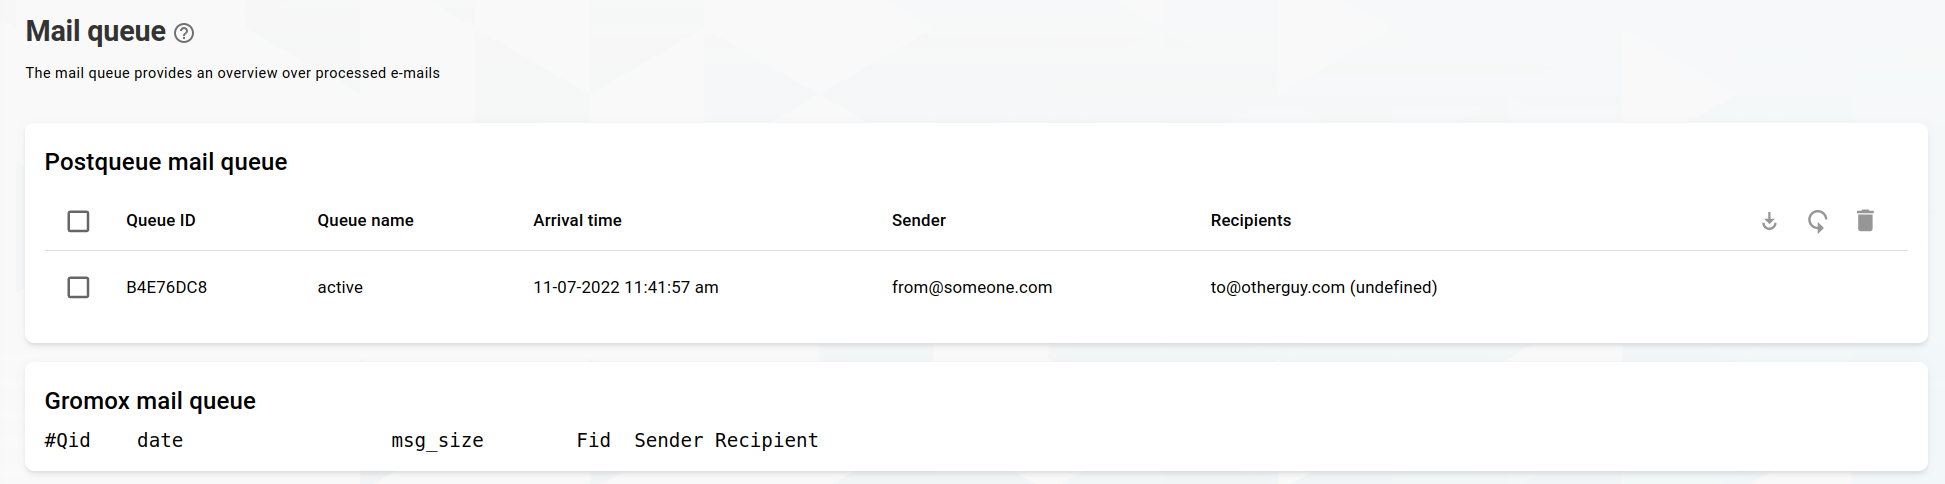 Mail queue
The mail queue provides an overview over processed e-mails
Postqueue mail queue
Queue ID Queue name Arrival time Sender Recipients
B4E76DC8 active 11-07-2022 11:41:57 am from@someone.com to@otherguy.com (undefined)
Gromox mail queue
#Qid date msg_size Fid Sender Recipient